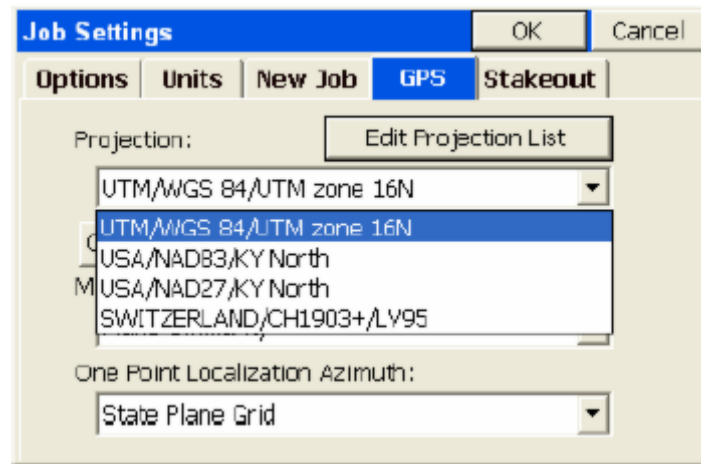 Job Settings OK Cancel
Options Units New Job GPS Stakeout
Projection: Edit Projection List
UTM/WGS 84/UTM zone 16N
UTM/WGS 84/UTM zone 16N
USA/NAD83/KY North
USA/NAD27/KY North
SWITZERLAND/CH1903+/LV95
One Point Localization Azimuth:
State Plane Grid